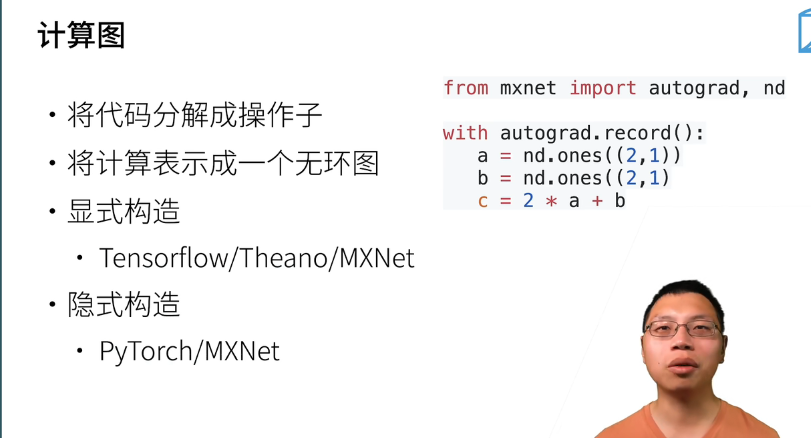 计算图
• 将代码分解成操作子
• 将计算表示成一个无环图
• 显式构造
• Tensorflow/Theano/MXNet
• 隐式构造
• PyTorch/MXNet
from mxnet import autograd, nd
with autograd.record():
a = nd.ones((2,1))
b = nd.ones((2,1)
c = 2 * a + b